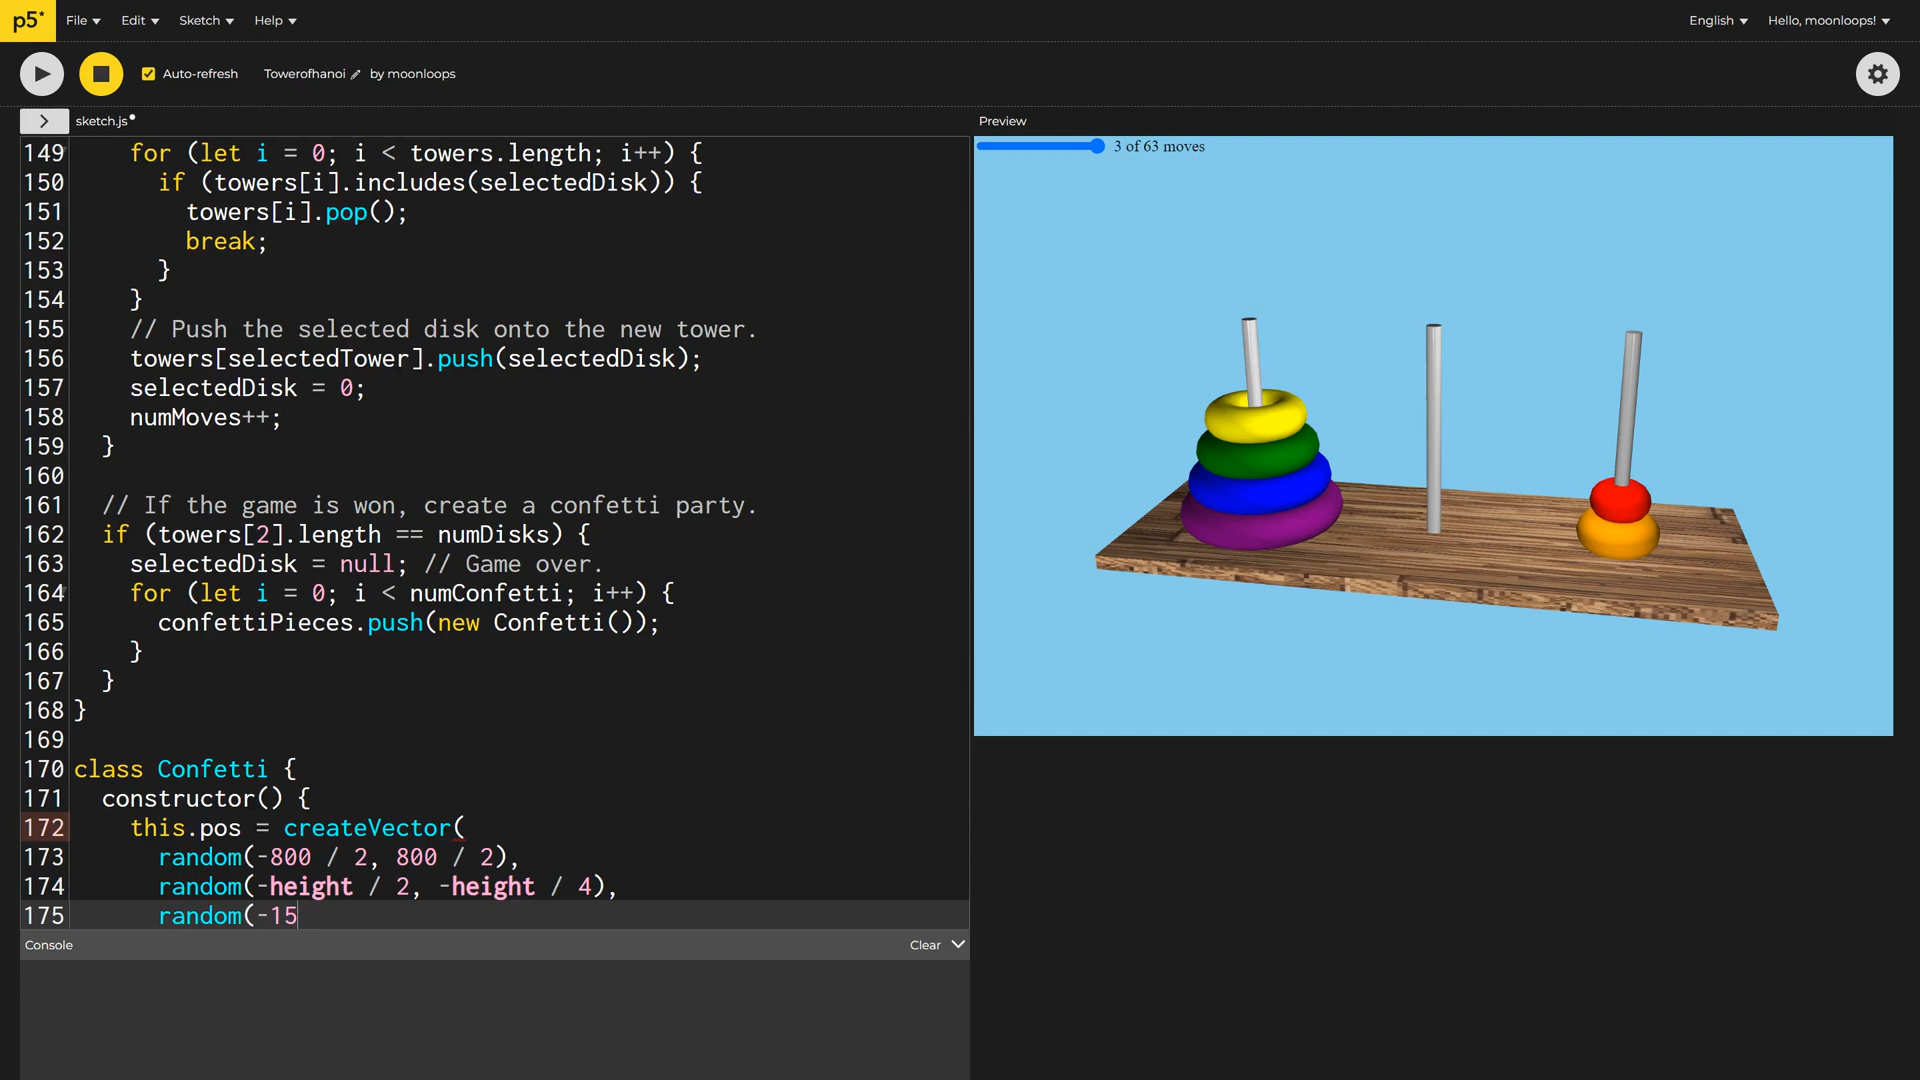 p5*
File
Edit
Sketch
Help
English
Hello, moonloops!
Auto-refresh
Towerofhanoi
by moonloops
sketch.js
149 for (let i = 0; i < towers.length; i++) {
150 if (towers[i].includes(selectedDisk)) {
151 towers[i].pop();
152 break;
153 }
154 }
155 // Push the selected disk onto the new tower.
156 towers[selectedTower].push(selectedDisk);
157 selectedDisk = 0;
158 numMoves++;
159 }
160
161 // If the game is won, create a confetti party.
162 if (towers[2].length == numDisks) {
163 selectedDisk = null; // Game over.
164 for (let i = 0; i < numConfetti; i++) {
165 confettiPieces.push(new Confetti());
166 }
167 }
168 }
169
170 class Confetti {
171 constructor() {
172 this.pos = createVector(
173 random(-800 / 2, 800 / 2),
174 random(-height / 2, -height / 4),
175 random(-15
Console
Clear
Preview
3 of 63 moves